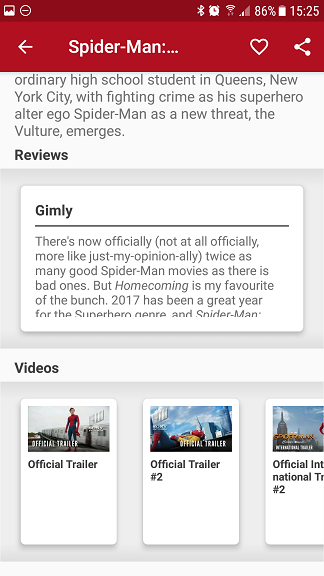 86% 15:25
Spider-Man:...
ordinary high school student in Queens, New
York City, with fighting crime as his superhero
alter ego Spider-Man as a new threat, the
Vulture, emerges.
Reviews
Gimly
There's now officially (not at all officially,
more like just-my-opinion-ally) twice as
many good Spider-Man movies as there is
bad ones. But Homecoming is my favourite
of the bunch. 2017 has been a great year
for the Superhero genre, and Spider-Man:
Videos
OFFICIAL TRAILER
OFFICIAL TRAILER
INTERNATIONAL TRAILER
Official Trailer
Official Trailer
#2
Official Int
national Tr
#2